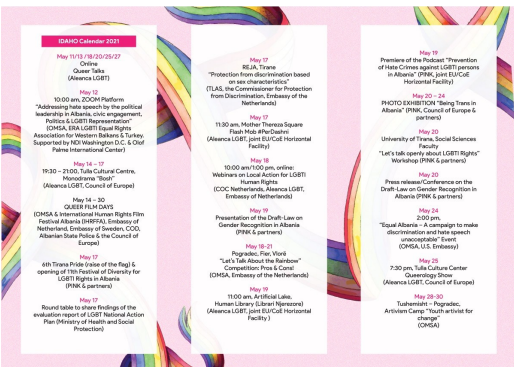 IDAHO Calendar 2021
May 11/13 /18/20/25/27
Online
Queer Talks
(Aleanca LGBT)
May 12
10:00 am, ZOOM Platform
"Addressing hate speech by the political
leadership in Albania, civic engagement,
Politics & LGBTI Representation"
(OMSA, ERA LGBTI Equal Rights
Association for Western Balkans & Turkey.
Supported by NDI Washington D.C. & Olof
Palme International Center)
May 14 – 17
19:30 – 21:00, Tulla Cultural Centre,
Monodrama "Bosh"
(Aleanca LGBT, Council of Europe)
May 14 – 30
QUEER FILM DAYS
(OMSA & International Human Rights Film
Festival Albania (IHRFFA), Embassy of
Netherland, Embassy of Sweden, COD,
Albanian State Police & the Council of
Europe)
May 17
6th Tirana Pride (raise of the flag) &
opening of 11th Festival of Diversity for
LGBTI Rights in Albania
(PINK & partners)
May 17
Round table to share findings of the
evaluation report of LGBT National Action
Plan (Ministry of Health and Social
Protection)
May 17
REJA, Tirane
"Protection from discrimination based
on sex characteristics"
(TLAS, the Commissioner for Protection
from Discrimination, Embassy of the
Netherlands)
May 17
11:30 am, Mother Thereza Square
Flash Mob #PerDashni
(Aleanca LGBT, joint EU/CoE Horizontal
Facility)
May 18
10:00 am/1:00 pm, online:
Webinars on Local Action for LGBTI
Human Rights
(COC Netherlands, Aleanca LGBT,
Embassy of Netherlands)
May 19
Presentation of the Draft-Law on
Gender Recognition in Albania
(PINK & partners)
May 18-21
Pogradec, Fier, Vlorë
"Let's Talk About the Rainbow"
Competition: Pros & Cons!
(OMSA, Embassy of the Netherlands)
May 19
11:00 am, Artificial Lake,
Human Library (Librari Njerezore)
(Aleanca LGBT, joint EU/CoE Horizontal
Facility )
May 19
Premiere of the Podcast "Prevention
of Hate Crimes against LGBTI persons
in Albania" (PINK, joint EU/CoE
Horizontal Facility)
May 20 – 24
PHOTO EXHIBITION "Being Trans in
Albania" (PINK, Council of Europe &
partners)
May 20
University of Tirana, Social Sciences
Faculty
"Let's talk openly about LGBTI Rights"
Workshop (PINK & partners)
May 20
Press release/Conference on the
Draft-Law on Gender Recognition in
Albania (PINK & partners)
May 24
2:00 pm,
"Equal Albania – A campaign to make
discrimination and hate speech
unacceptable" Event
(OMSA, U.S. Embassy)
May 25
7:30 pm, Tulla Culture Center
Queerology Show
(Aleanca LGBT, Council of Europe)
May 28-30
Tushemisht – Pogradec,
Activism Camp "Youth activist for
change"
(OMSA)